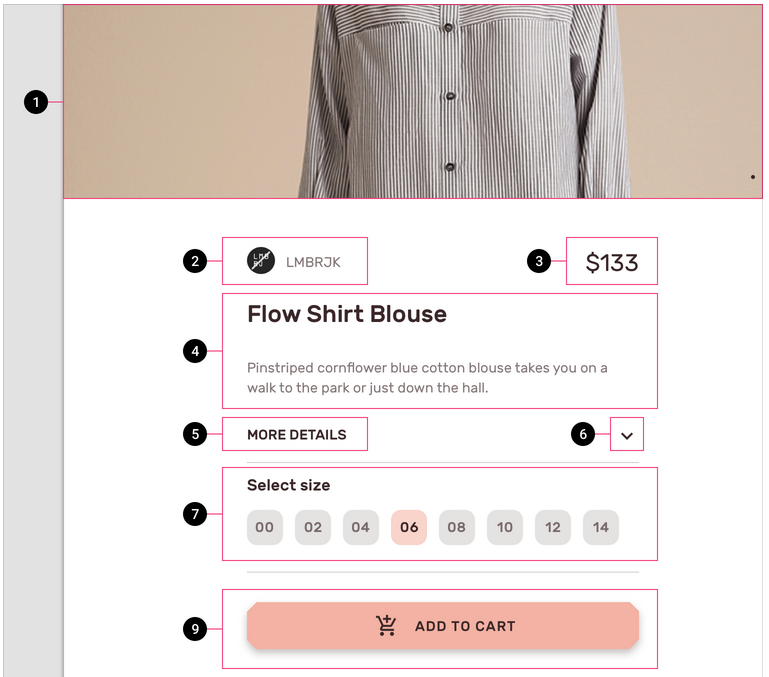 1
2
LMB
RJ
LMBRJK
3
$133
4
Flow Shirt Blouse
Pinstriped cornflower blue cotton blouse takes you on a
walk to the park or just down the hall.
5
MORE DETAILS
6
7
Select size
00 02 04 06 08 10 12 14
9
ADD TO CART